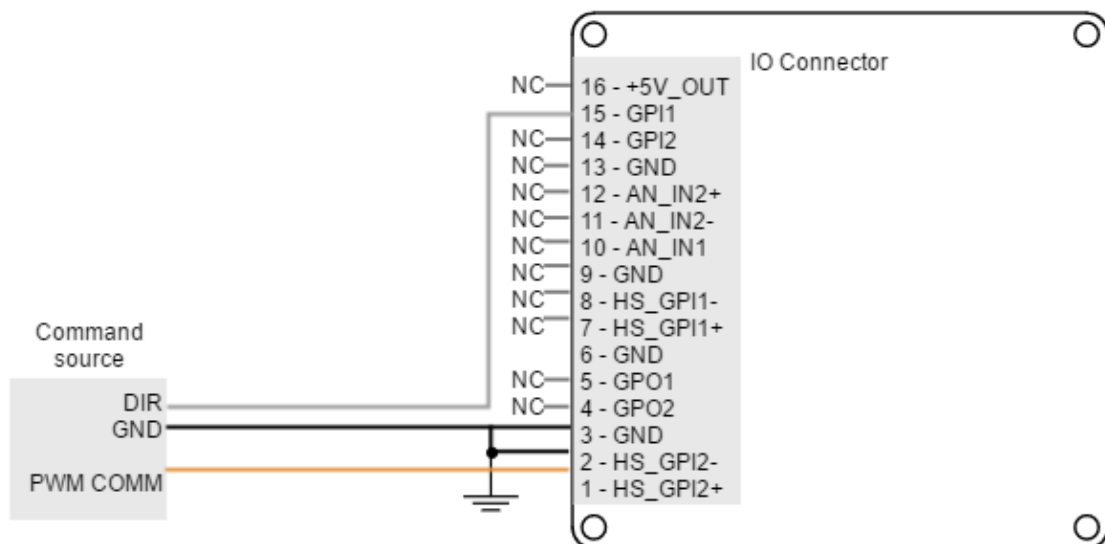 IO Connector
NC 16 - +5V_OUT
15 - GPI1
NC 14 - GPI2
NC 13 - GND
NC 12 - AN_IN2+
NC 11 - AN_IN2-
NC 10 - AN_IN1
NC 9 - GND
NC 8 - HS_GPI1-
NC 7 - HS_GPI1+
6 - GND
NC 5 - GPO1
NC 4 - GPO2
3 - GND
2 - HS_GPI2-
1 - HS_GPI2+
Command
source
DIR
GND
PWM COMM